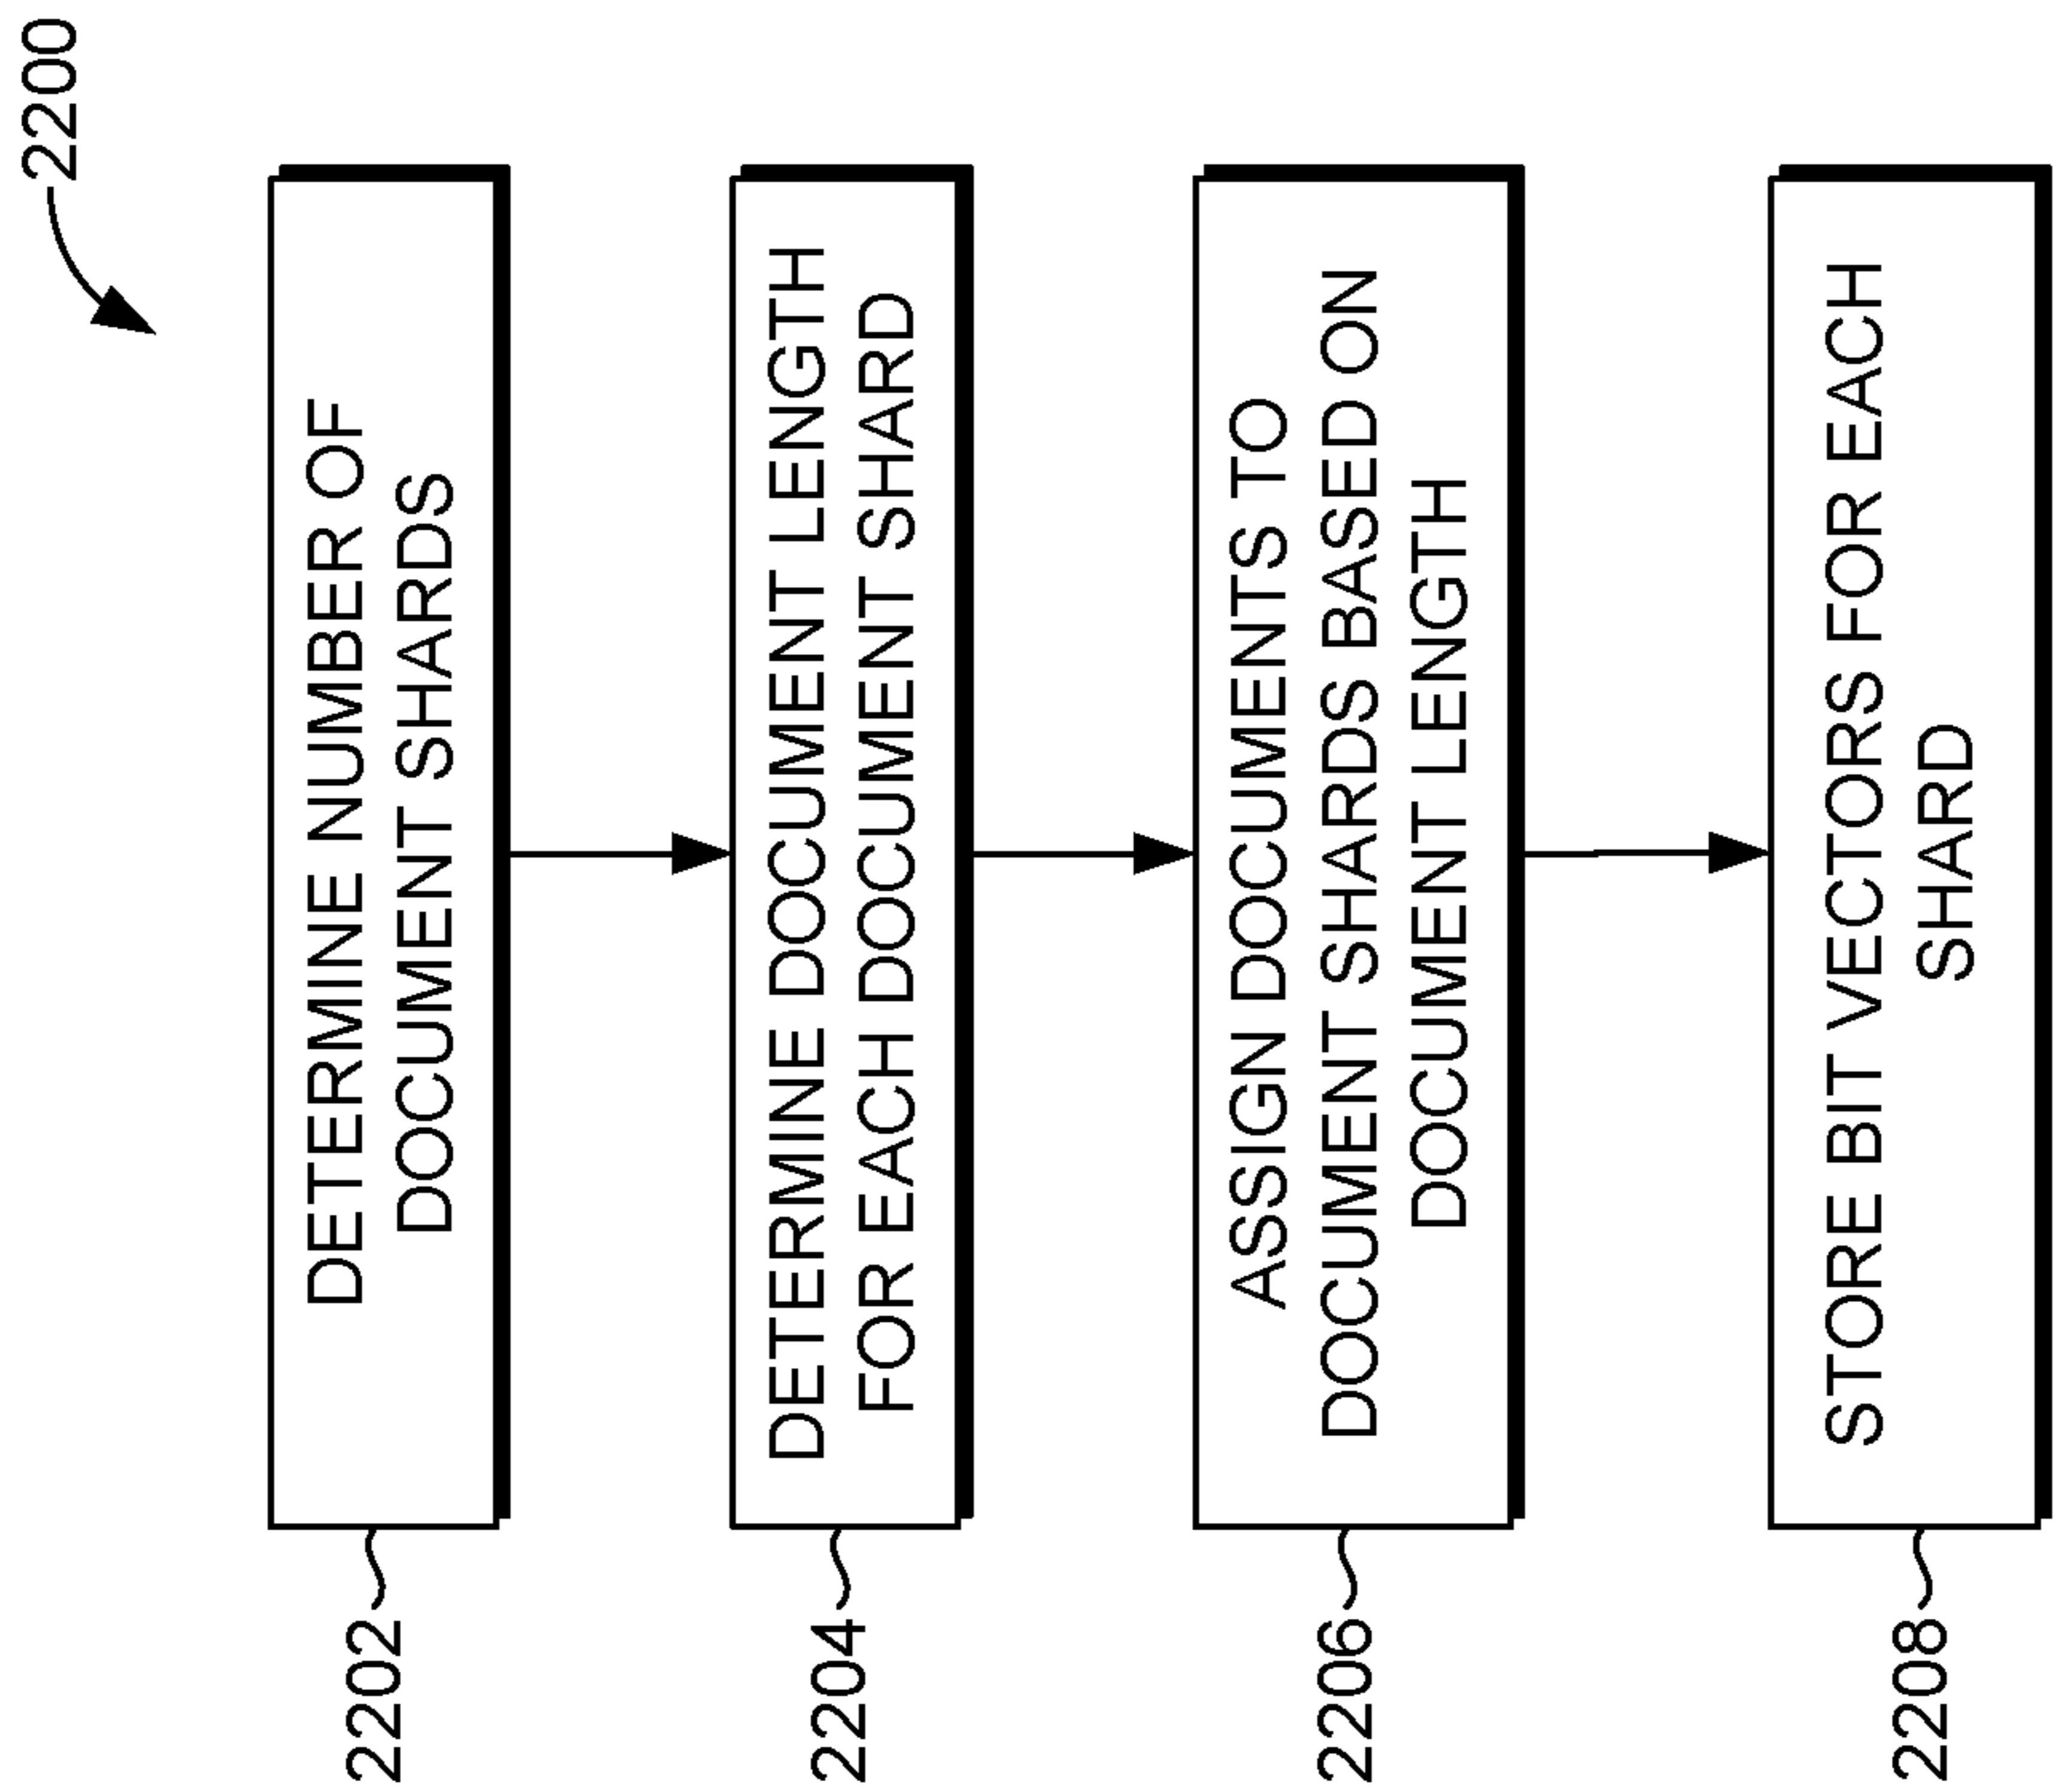 2200
2202
DETERMINE NUMBER OF
DOCUMENT SHARDS
2204
DETERMINE DOCUMENT LENGTH
FOR EACH DOCUMENT SHARD
2206
ASSIGN DOCUMENTS TO
DOCUMENT SHARDS BASED ON
DOCUMENT LENGTH
2208
STORE BIT VECTORS FOR EACH
SHARD